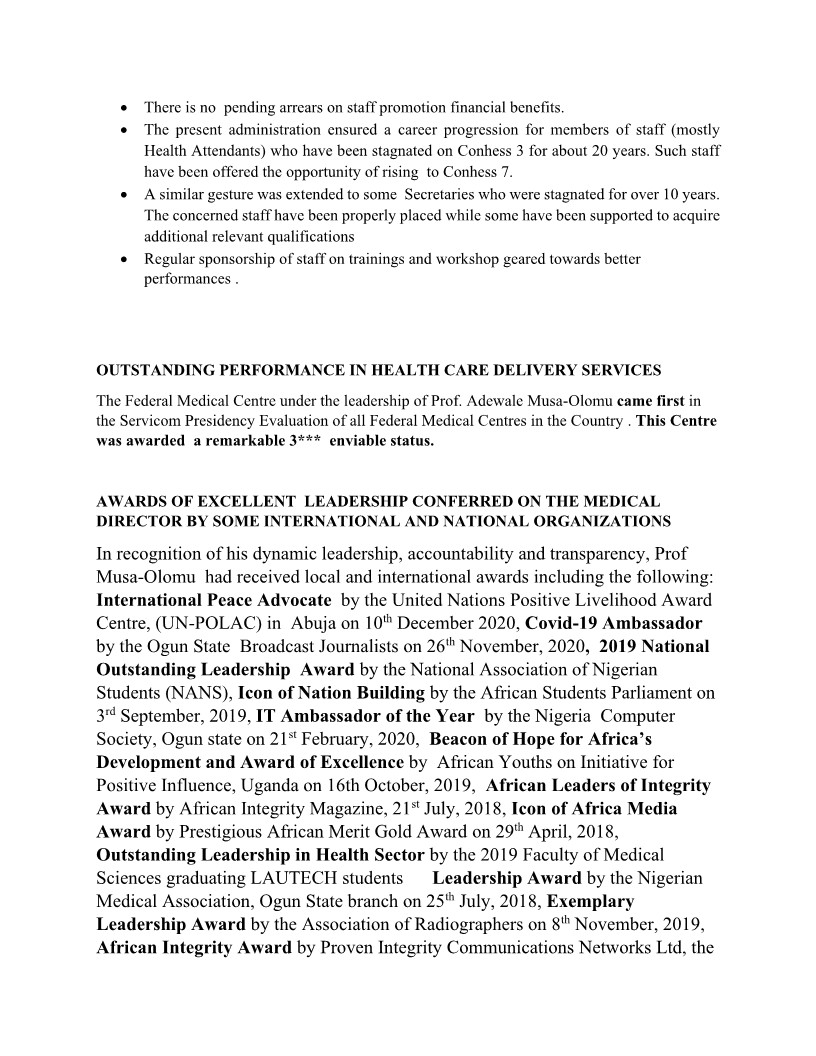 • There is no  pending arrears on staff promotion financial benefits.
• The present administration ensured a career progression for members of staff (mostly
Health Attendants) who have been stagnated on Conhess 3 for about 20 years. Such staff
have been offered the opportunity of rising  to Conhess 7.
• A similar gesture was extended to some  Secretaries who were stagnated for over 10 years.
The concerned staff have been properly placed while some have been supported to acquire
additional relevant qualifications
• Regular sponsorship of staff on trainings and workshop geared towards better
performances .
OUTSTANDING PERFORMANCE IN HEALTH CARE DELIVERY SERVICES
The Federal Medical Centre under the leadership of Prof. Adewale Musa-Olomu came first in
the Servicom Presidency Evaluation of all Federal Medical Centres in the Country . This Centre
was awarded  a remarkable 3***  enviable status.
AWARDS OF EXCELLENT  LEADERSHIP CONFERRED ON THE MEDICAL
DIRECTOR BY SOME INTERNATIONAL AND NATIONAL ORGANIZATIONS
In recognition of his dynamic leadership, accountability and transparency, Prof
Musa-Olomu  had received local and international awards including the following:
International Peace Advocate  by the United Nations Positive Livelihood Award
Centre, (UN-POLAC) in  Abuja on 10th December 2020, Covid-19 Ambassador
by the Ogun State  Broadcast Journalists on 26th November, 2020,  2019 National
Outstanding Leadership  Award by the National Association of Nigerian
Students (NANS), Icon of Nation Building by the African Students Parliament on
3rd September, 2019, IT Ambassador of the Year  by the Nigeria  Computer
Society, Ogun state on 21st February, 2020,  Beacon of Hope for Africa's
Development and Award of Excellence by  African Youths on Initiative for
Positive Influence, Uganda on 16th October, 2019,  African Leaders of Integrity
Award by African Integrity Magazine, 21st July, 2018, Icon of Africa Media
Award by Prestigious African Merit Gold Award on 29th April, 2018,
Outstanding Leadership in Health Sector by the 2019 Faculty of Medical
Sciences graduating LAUTECH students      Leadership Award by the Nigerian
Medical Association, Ogun State branch on 25th July, 2018, Exemplary
Leadership Award by the Association of Radiographers on 8th November, 2019,
African Integrity Award by Proven Integrity Communications Networks Ltd, the